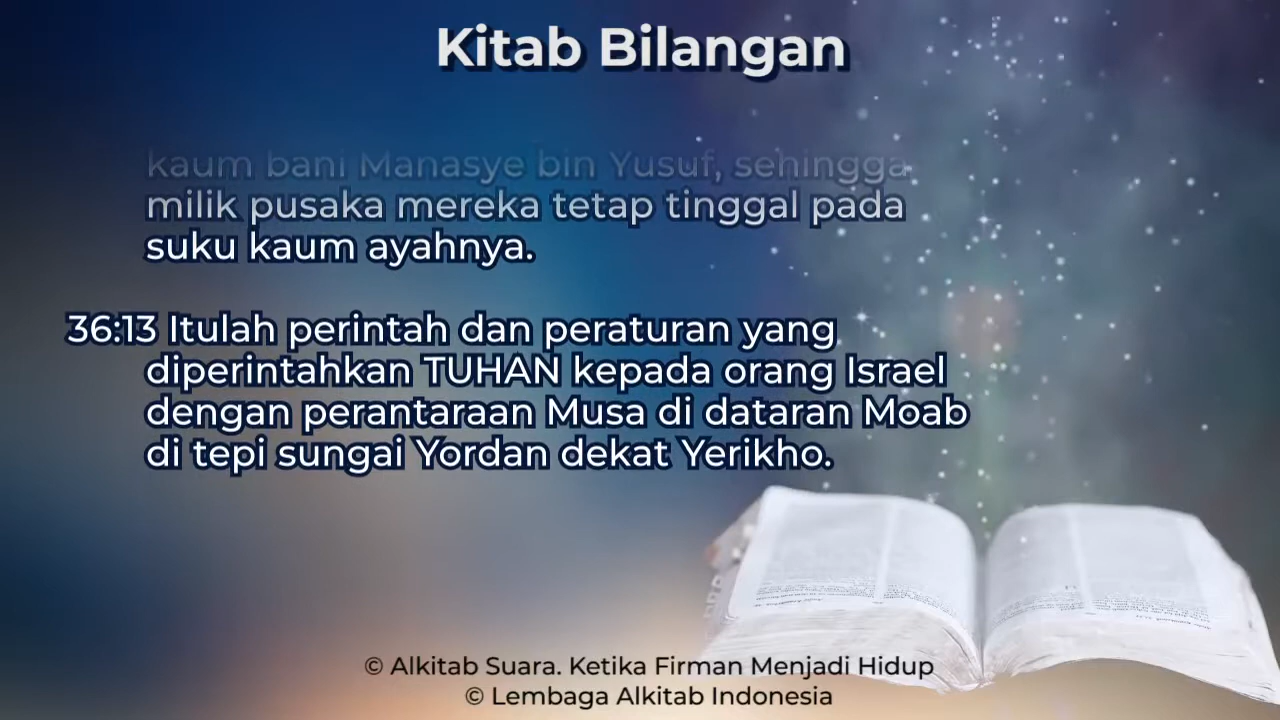 Kitab Bilangan
kaum bani Manasye bin Yusuf, sehingga
milik pusaka mereka tetap tinggal pada
suku kaum ayahnya.
36:13 Itulah perintah dan peraturan yang
diperintahkan TUHAN kepada orang Israel
dengan perantaraan Musa di dataran Moab
di tepi sungai Yordan dekat Yerikho.
© Alkitab Suara. Ketika Firman Menjadi Hidup
© Lembaga Alkitab Indonesia